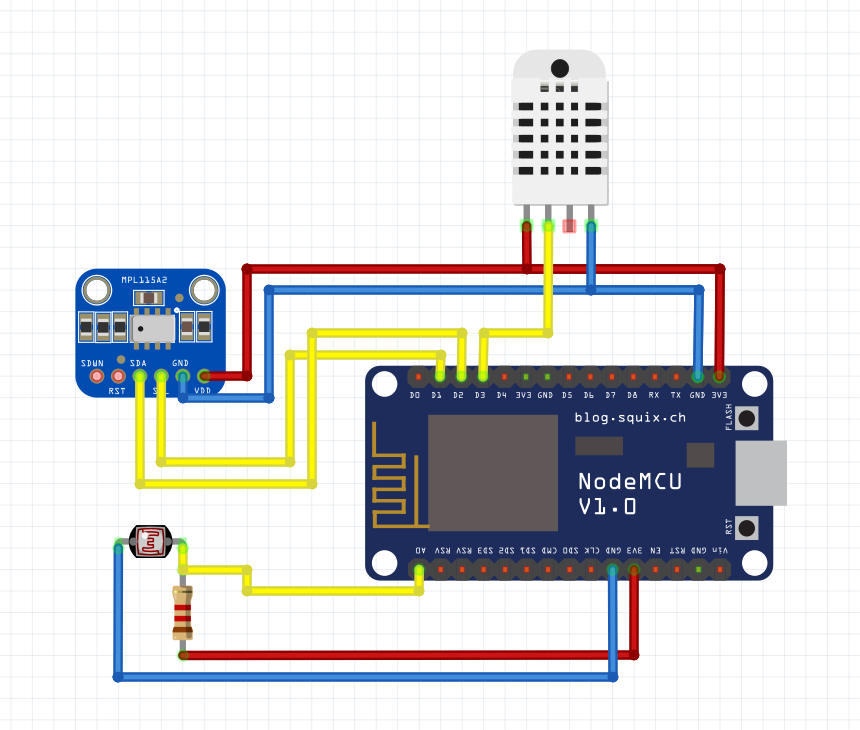 MPL115A2
SDWN SDA GND
RST VDD
D0 D1 D2 D3 D4 3V3 GND D5 D6 D7 D8 RX TX GND 3V3
FLASH
blog.squix.ch
NodeMCU
V1.0
RST
A0 RSV RSV SD3 SD2 SD1 CMD SD0 CLK GND 3V3 EN RST GND Vin